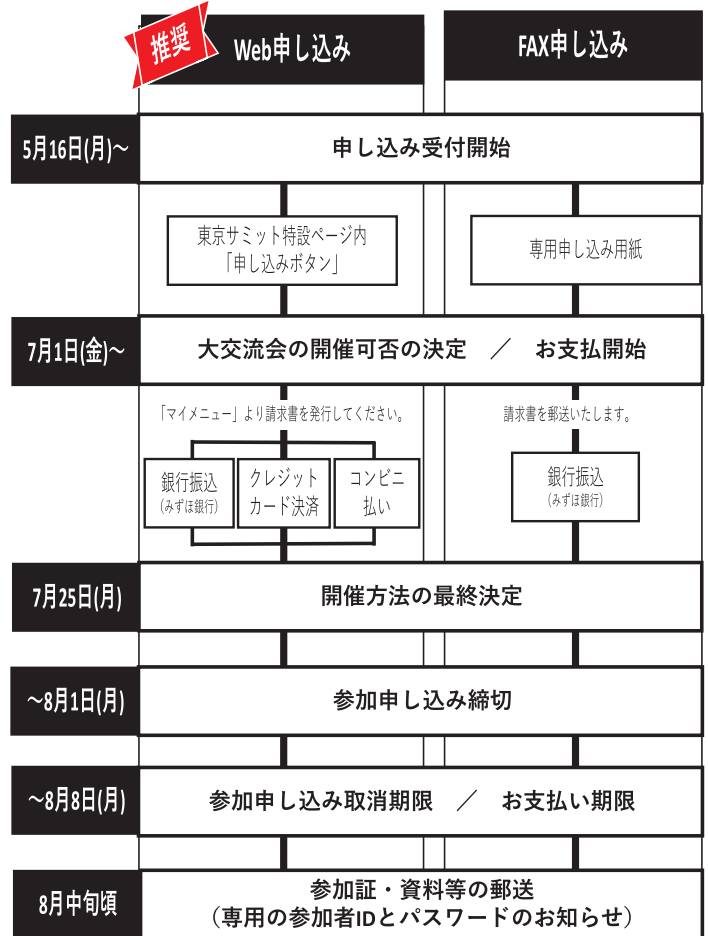 推奨
Web申し込み
FAX申し込み
5月16日(月)～
申し込み受付開始
東京サミット特設ページ内
「申し込みボタン」
専用申し込み用紙
7月1日(金)～
大交流会の開催可否の決定　／　お支払開始
「マイメニュー」より請求書を発行してください。
請求書を郵送いたします。
銀行振込
(みずほ銀行)
クレジット
カード決済
コンビニ
払い
銀行振込
(みずほ銀行)
7月25日(月)
開催方法の最終決定
～8月1日(月)
参加申し込み締切
～8月8日(月)
参加申し込み取消期限　／　お支払い期限
8月中旬頃
参加証・資料等の郵送
（専用の参加者IDとパスワードのお知らせ）